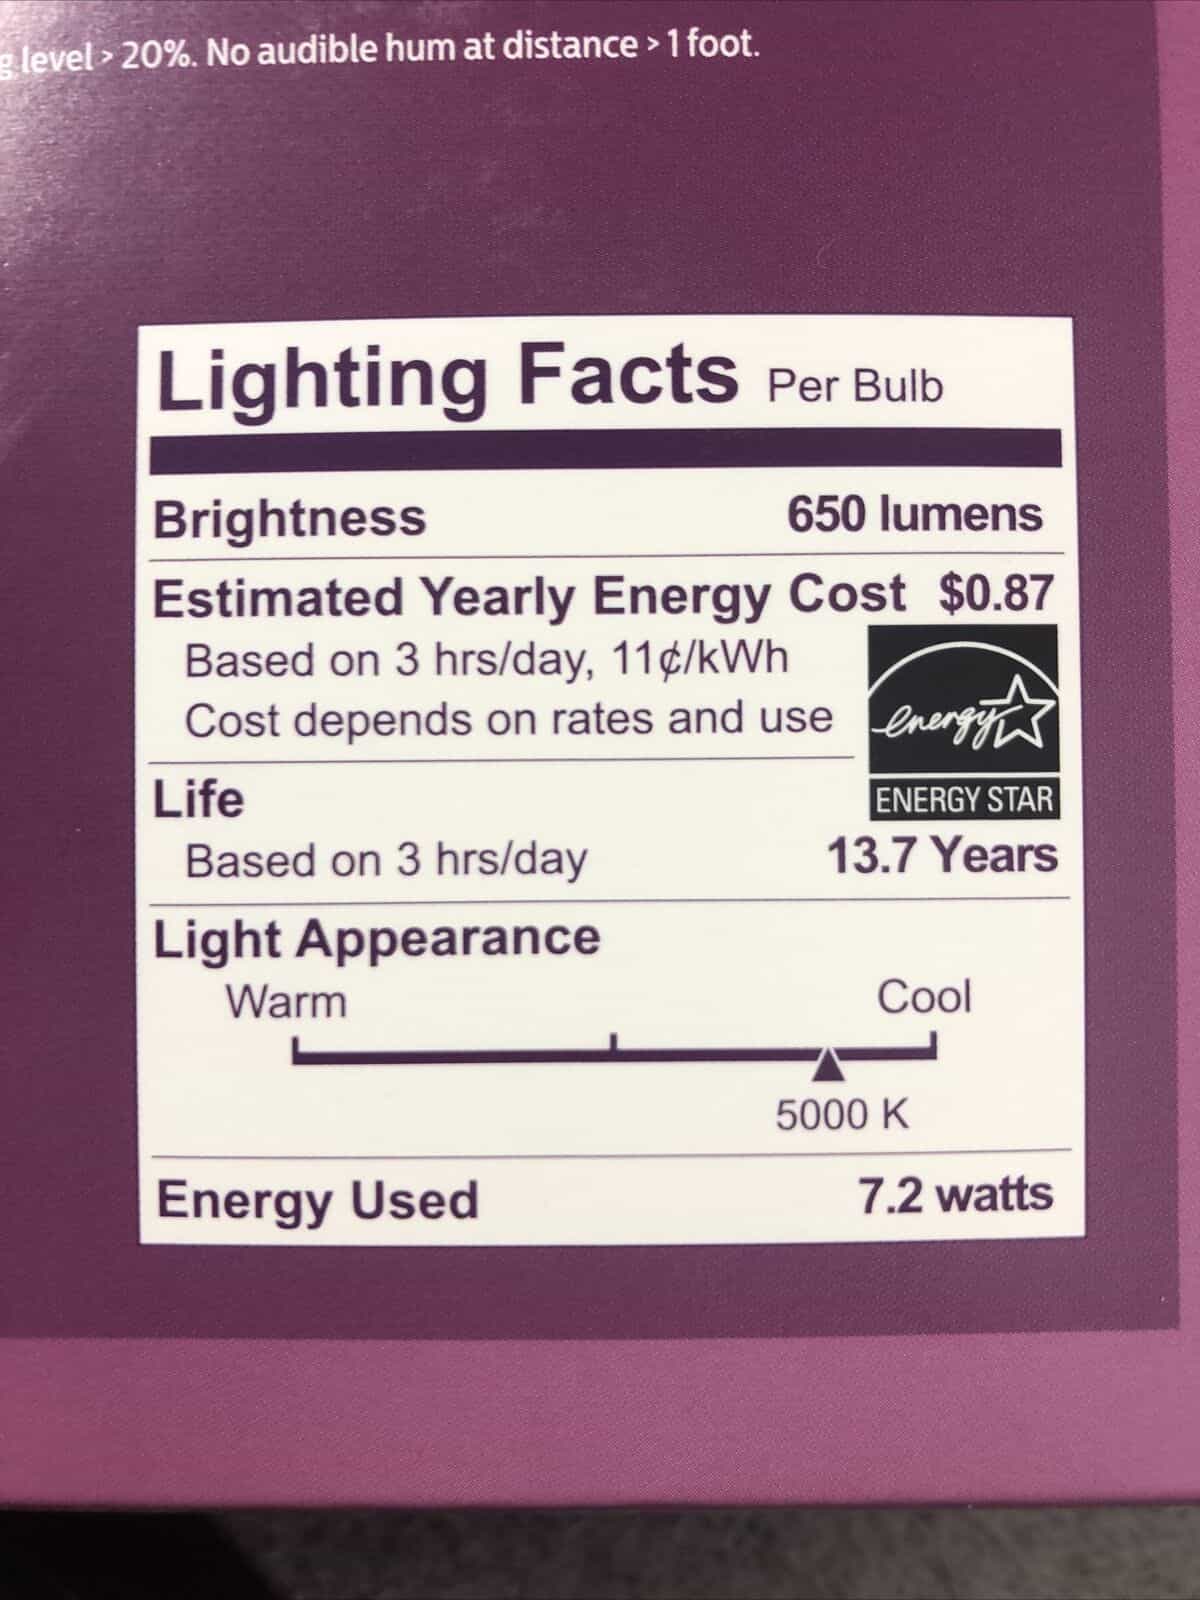 level > 20%. No audible hum at distance > 1 foot.
Lighting Facts Per Bulb
Brightness 650 lumens
Estimated Yearly Energy Cost $0.87
Based on 3 hrs/day, 11¢/kWh
Cost depends on rates and use
energy
ENERGY STAR
Life
Based on 3 hrs/day 13.7 Years
Light Appearance
Warm Cool
5000 K
Energy Used 7.2 watts